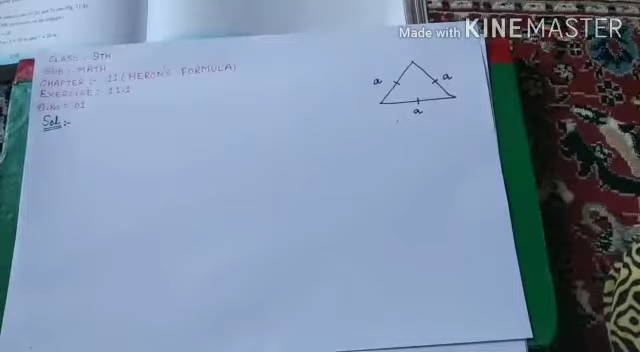 Made with KINEMASTER
CLASS :- 9TH
SUB :- MATH
CHAPTER :- 11 (HERON'S FORMULA)
EXERCISE :- 11.1
Q.no :- 01
Sol :-
a a
a